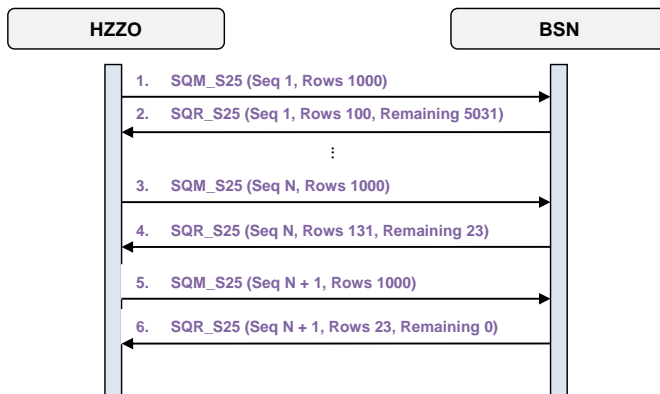 HZZO
BSN
1. SQM_S25 (Seq 1, Rows 1000)
2. SQR_S25 (Seq 1, Rows 100, Remaining 5031)
⋮
3. SQM_S25 (Seq N, Rows 1000)
4. SQR_S25 (Seq N, Rows 131, Remaining 23)
5. SQM_S25 (Seq N + 1, Rows 1000)
6. SQR_S25 (Seq N + 1, Rows 23, Remaining 0)